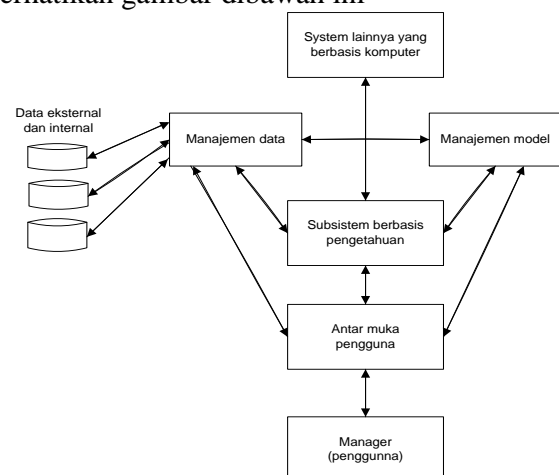 erhatikan gambar dibawah ini
System lainnya yang
berbasis komputer
Data eksternal
dan internal
Manajemen data
Manajemen model
Subsistem berbasis
pengetahuan
Antar muka
pengguna
Manager
(penggunna)